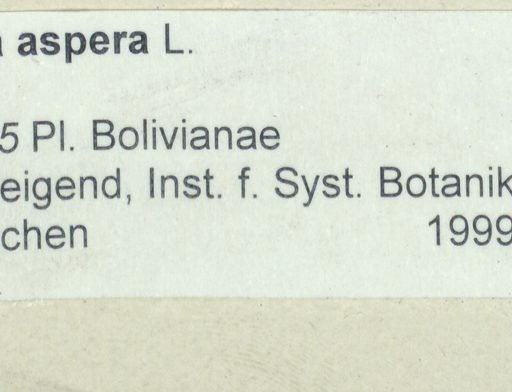 a aspera L.
5 Pl. Bolivianae
eigend, Inst. f. Syst. Botanik
chen 1999